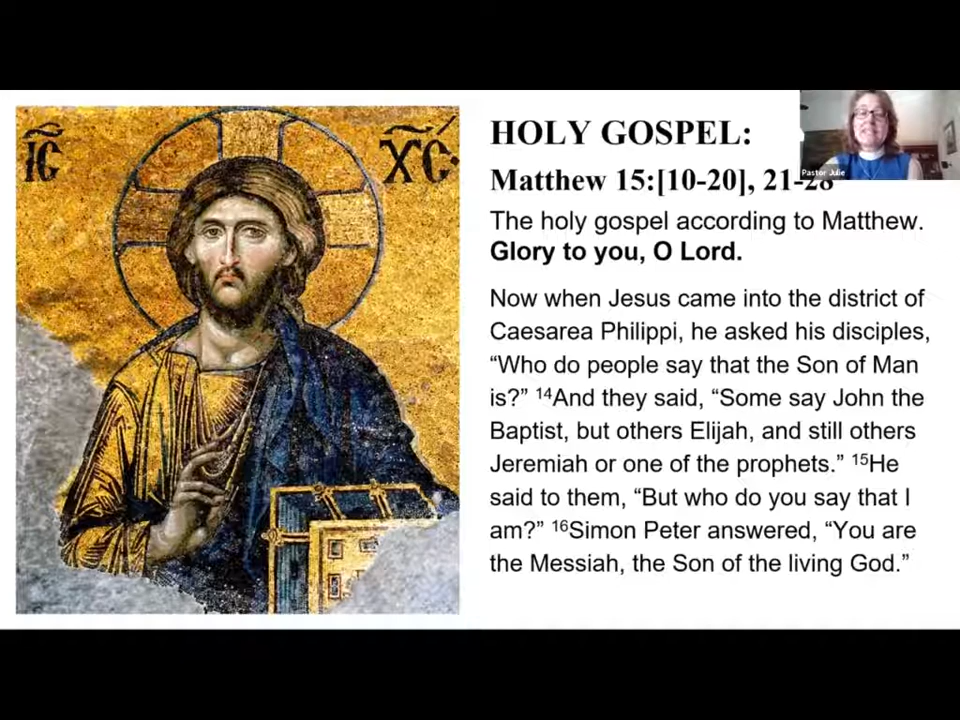 IC XC
HOLY GOSPEL:
Pastor Julie
Matthew 15:[10-20], 21-28
The holy gospel according to Matthew.
Glory to you, O Lord.
Now when Jesus came into the district of
Caesarea Philippi, he asked his disciples,
“Who do people say that the Son of Man
is?” ¹⁴And they said, “Some say John the
Baptist, but others Elijah, and still others
Jeremiah or one of the prophets.” ¹⁵He
said to them, “But who do you say that I
am?” ¹⁶Simon Peter answered, “You are
the Messiah, the Son of the living God.”